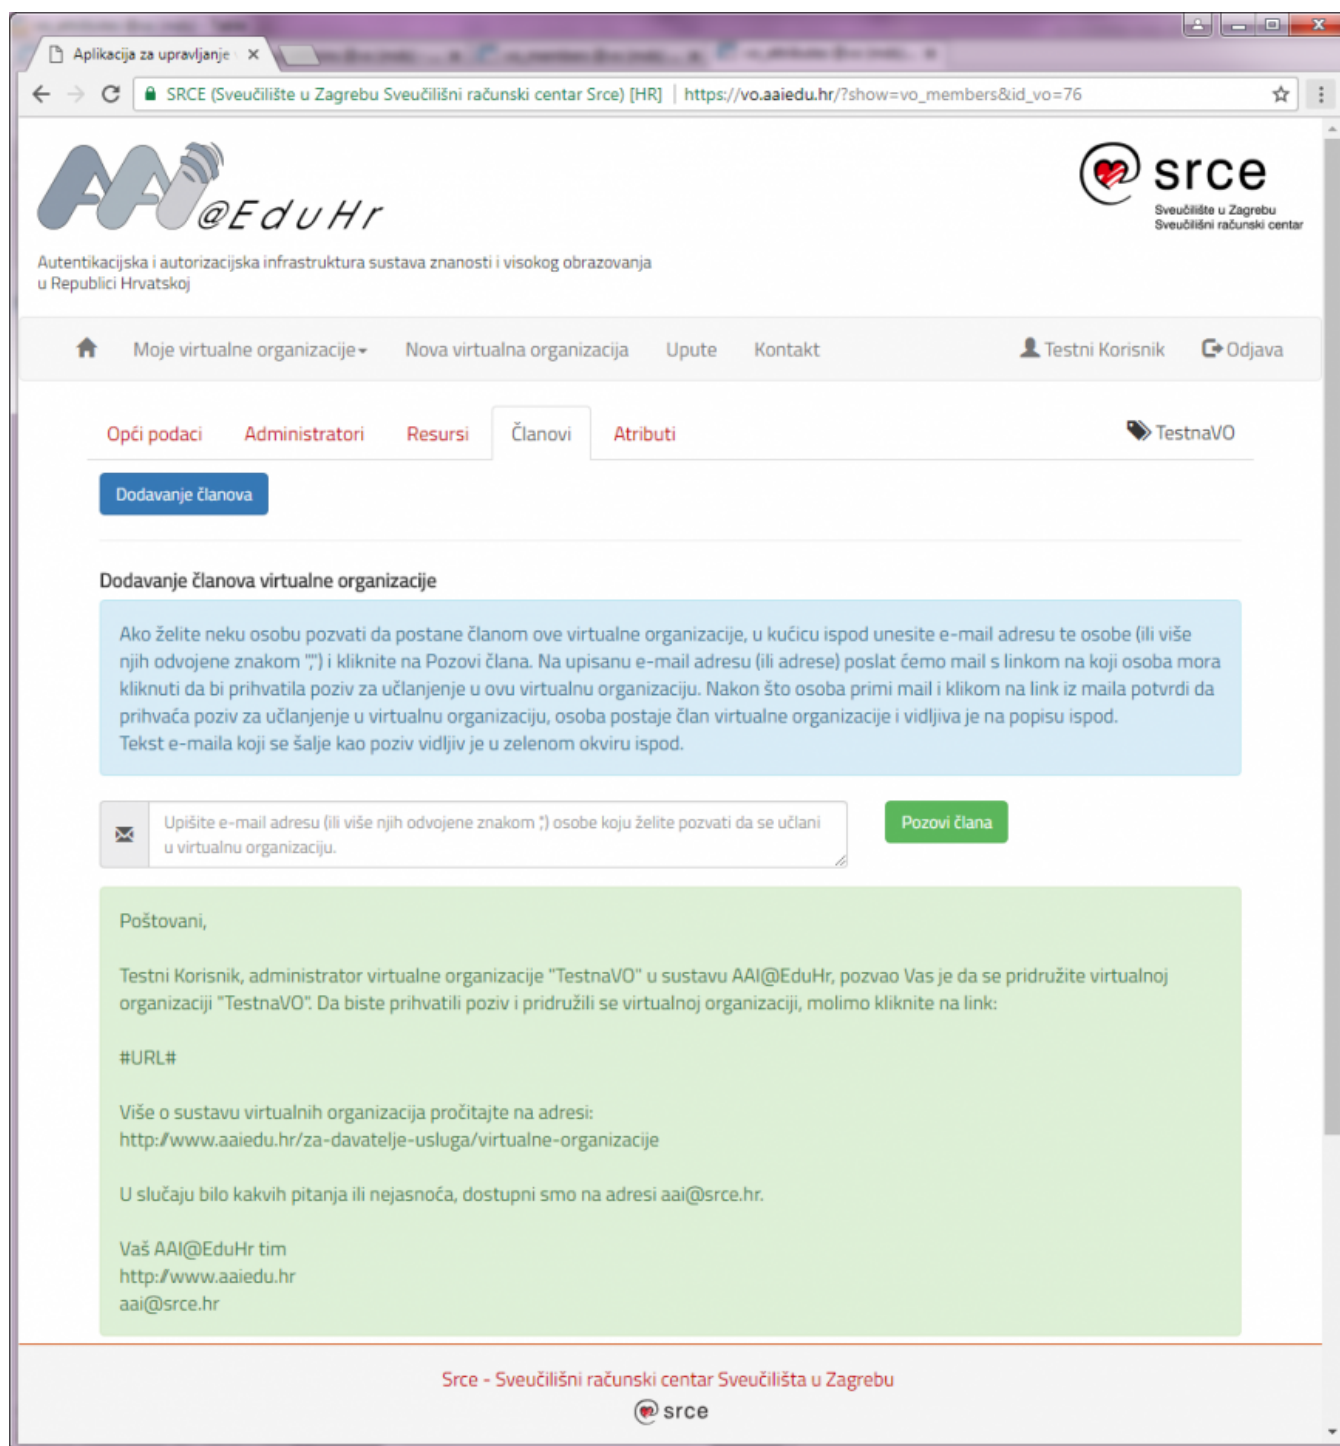 Aplikacija za upravljanje
SRCE (Sveučilište u Zagrebu Sveučilišni računski centar Srce) [HR] | https://vo.aaiedu.hr/?show=vo_members&id_vo=76
AAI@EduHr
srce
Sveučilište u Zagrebu
Sveučilišni računski centar
Autentikacijska i autorizacijska infrastruktura sustava znanosti i visokog obrazovanja
u Republici Hrvatskoj
Moje virtualne organizacije Nova virtualna organizacija Upute Kontakt Testni Korisnik Odjava
Opći podaci Administratori Resursi Članovi Atributi TestnaVO
Dodavanje članova
Dodavanje članova virtualne organizacije
Ako želite neku osobu pozvati da postane članom ove virtualne organizacije, u kućicu ispod unesite e-mail adresu te osobe (ili više
njih odvojene znakom ",") i kliknite na Pozovi člana. Na upisanu e-mail adresu (ili adrese) poslat ćemo mail s linkom na koji osoba mora
kliknuti da bi prihvatila poziv za učlanjenje u ovu virtualnu organizaciju. Nakon što osoba primi mail i klikom na link iz maila potvrdi da
prihvaća poziv za učlanjenje u virtualnu organizaciju, osoba postaje član virtualne organizacije i vidljiva je na popisu ispod.
Tekst e-maila koji se šalje kao poziv vidljiv je u zelenom okviru ispod.
Upišite e-mail adresu (ili više njih odvojene znakom ',') osobe koju želite pozvati da se učlani
u virtualnu organizaciju.
Pozovi člana
Poštovani,
Testni Korisnik, administrator virtualne organizacije "TestnaVO" u sustavu AAI@EduHr, pozvao Vas je da se pridružite virtualnoj
organizaciji "TestnaVO". Da biste prihvatili poziv i pridružili se virtualnoj organizaciji, molimo kliknite na link:
#URL#
Više o sustavu virtualnih organizacija pročitajte na adresi:
http://www.aaiedu.hr/za-davatelje-usluga/virtualne-organizacije
U slučaju bilo kakvih pitanja ili nejasnoća, dostupni smo na adresi aai@srce.hr.
Vaš AAI@EduHr tim
http://www.aaiedu.hr
aai@srce.hr
Srce - Sveučilišni računski centar Sveučilišta u Zagrebu
srce